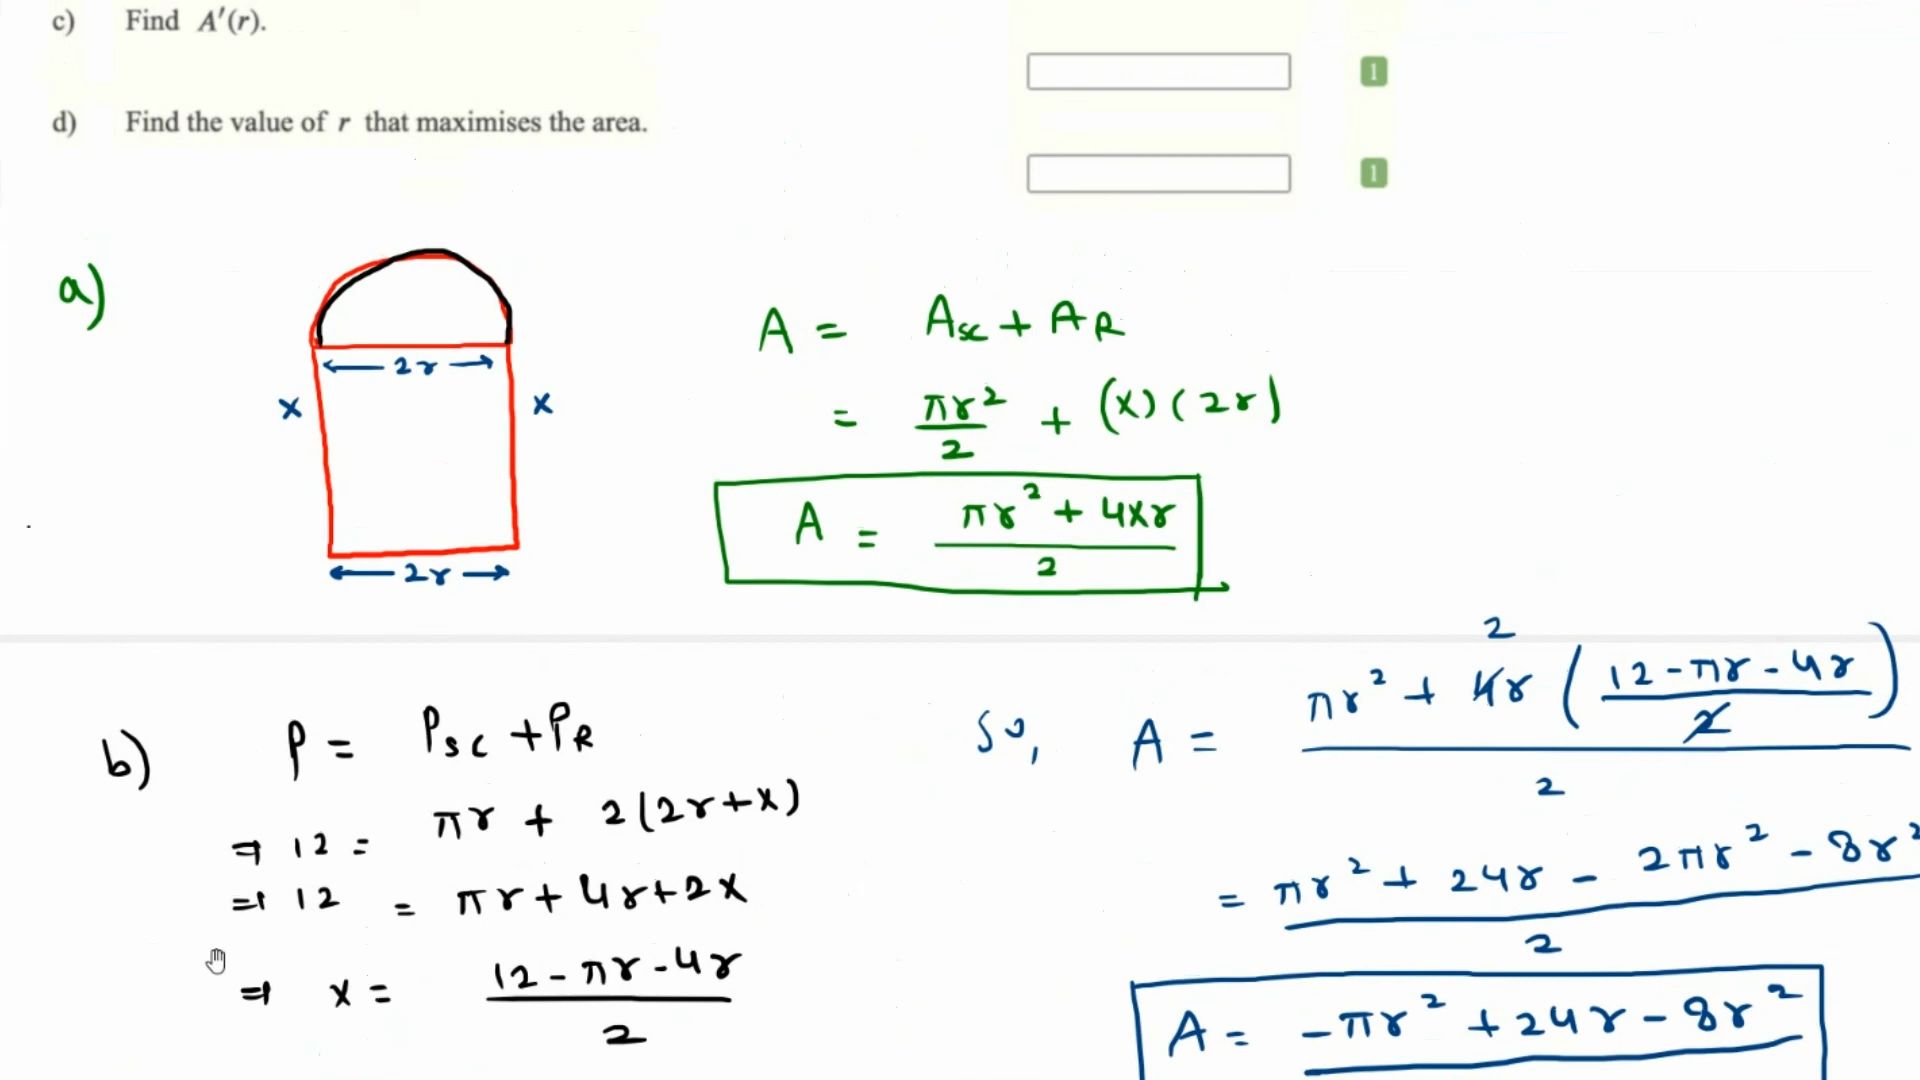 c) Find A′(r).
1
d) Find the value of r that maximises the area.
1
a)
2r
x
x
2r
A = Asc + AR
= πr²/2 + (x)(2r)
A = (πr² + 4xr)/2
b) P = Psc + PR
⇒ 12 = πr + 2(2r+x)
⇒ 12 = πr + 4r + 2x
⇒ x = (12 - πr - 4r)/2
So, A = (πr² + 4r 2 ((12 - πr - 4r)/2))/2
= (πr² + 24r - 2πr² - 8r²)/2
A = -πr² + 24r - 8r²